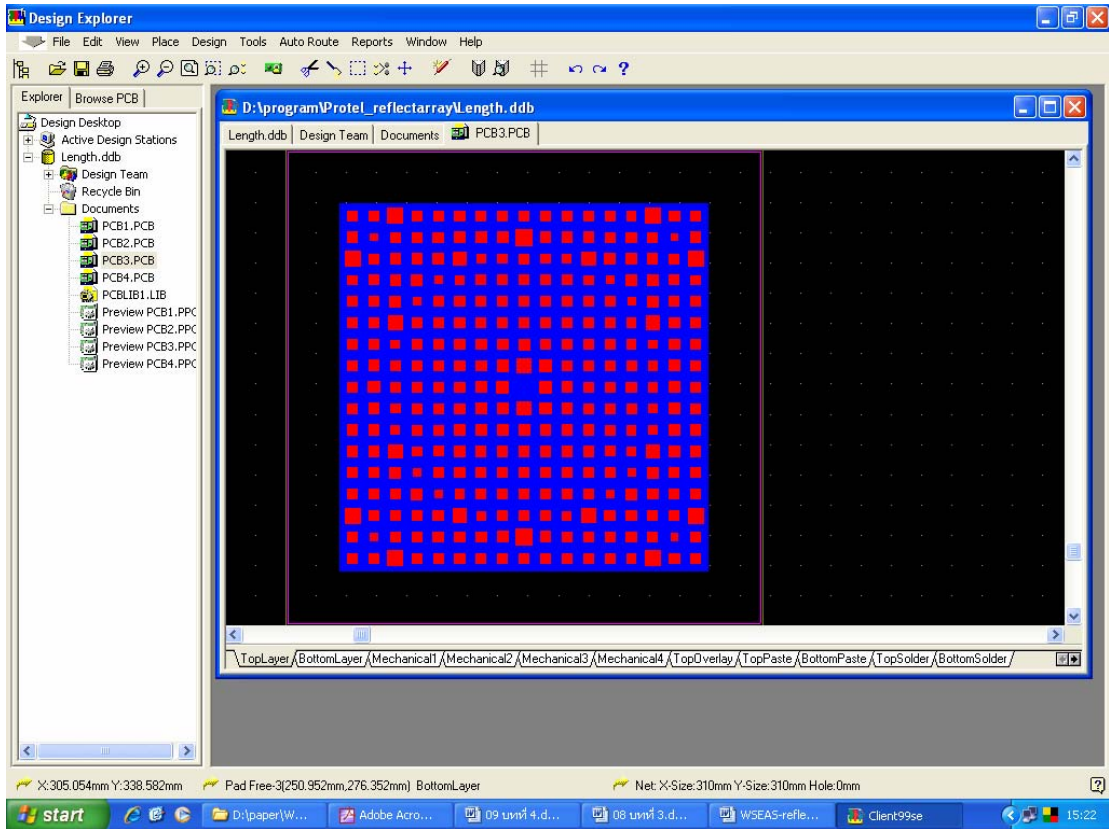 Design Explorer
File Edit View Place Design Tools Auto Route Reports Window Help
Explorer Browse PCB
Design Desktop
Active Design Stations
Length.ddb
Design Team
Recycle Bin
Documents
PCB1.PCB
PCB2.PCB
PCB3.PCB
PCB4.PCB
PCBLIB1.LIB
Preview PCB1.PPC
Preview PCB2.PPC
Preview PCB3.PPC
Preview PCB4.PPC
D:\program\Protel_reflectarray\Length.ddb
Length.ddb Design Team Documents PCB3.PCB
TopLayer BottomLayer Mechanical1 Mechanical2 Mechanical3 Mechanical4 TopOverlay TopPaste BottomPaste TopSolder BottomSolder
X:305.054mm Y:338.582mm Pad Free-3(250.952mm,276.352mm) BottomLayer Net: X-Size:310mm Y-Size:310mm Hole:0mm
start D:\paper\W... Adobe Acro... 09 บทที่ 4.d... 08 บทที่ 3.d... WSEAS-refle... Client99se 15:22